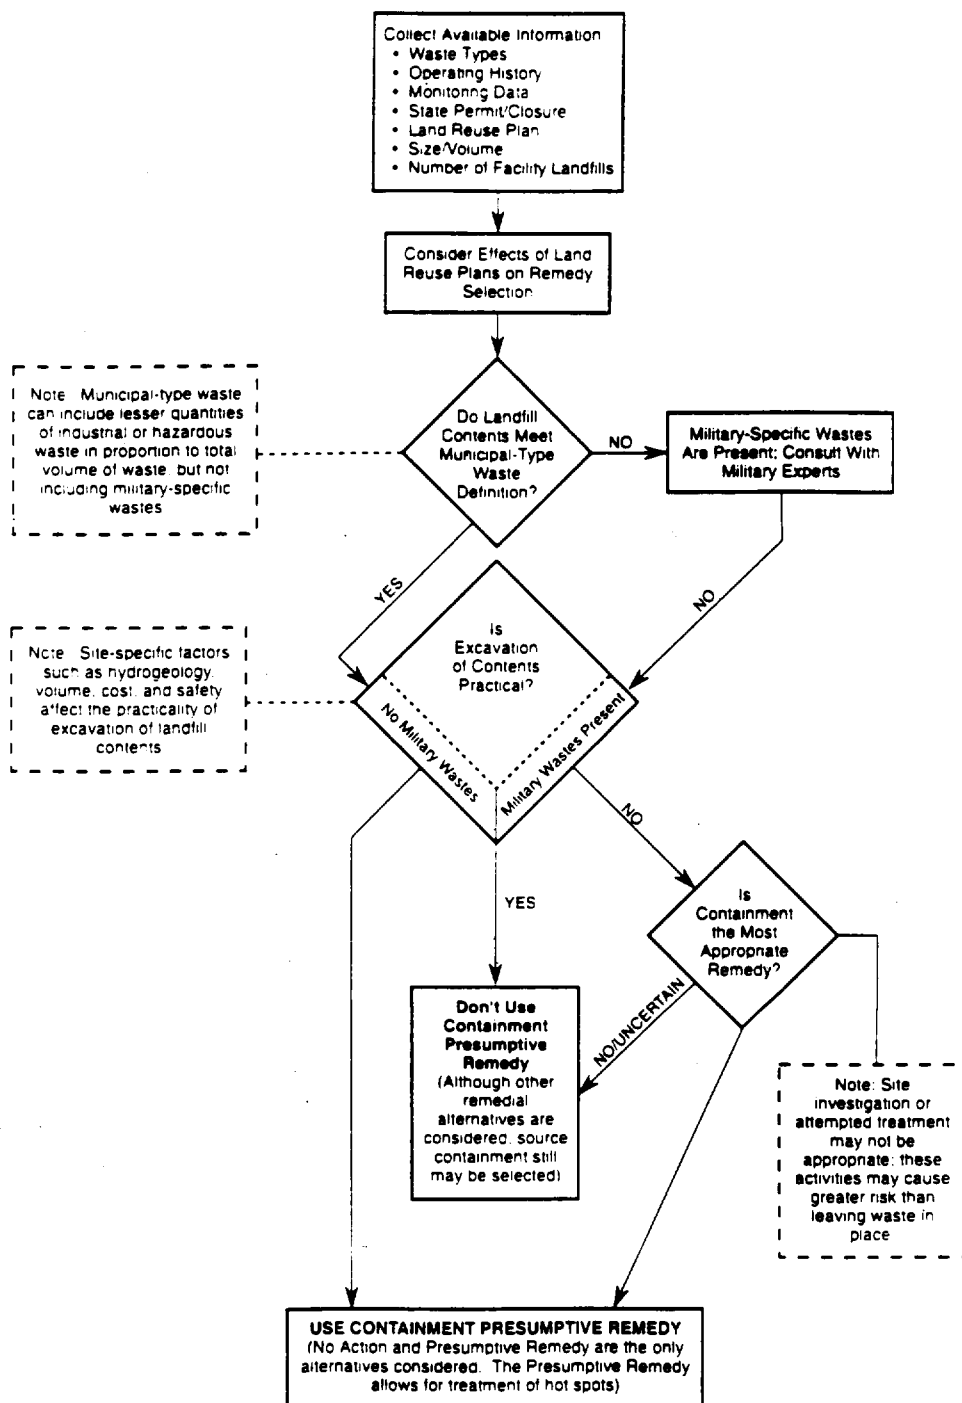 Collect Available Information
• Waste Types
• Operating History
• Monitoring Data
• State Permit/Closure
• Land Reuse Plan
• Size/Volume
• Number of Facility Landfills
Consider Effects of Land
Reuse Plans on Remedy
Selection
Note: Municipal-type waste
can include lesser quantities
of industrial or hazardous
waste in proportion to total
volume of waste, but not
including military-specific
wastes
Do Landfill
Contents Meet
Municipal-Type
Waste
Definition?
NO
Military-Specific Wastes
Are Present; Consult With
Military Experts
YES
NO
Note: Site-specific factors
such as hydrogeology,
volume, cost, and safety
affect the practicality of
excavation of landfill
contents
Is
Excavation
of Contents
Practical?
No Military Wastes
Military Wastes Present
NO
YES
Is
Containment
the Most
Appropriate
Remedy?
NO/UNCERTAIN
Don't Use
Containment
Presumptive
Remedy
(Although other
remedial
alternatives are
considered, source
containment still
may be selected)
Note: Site
investigation or
attempted treatment
may not be
appropriate; these
activities may cause
greater risk than
leaving waste in
place
USE CONTAINMENT PRESUMPTIVE REMEDY
(No Action and Presumptive Remedy are the only
alternatives considered. The Presumptive Remedy
allows for treatment of hot spots)